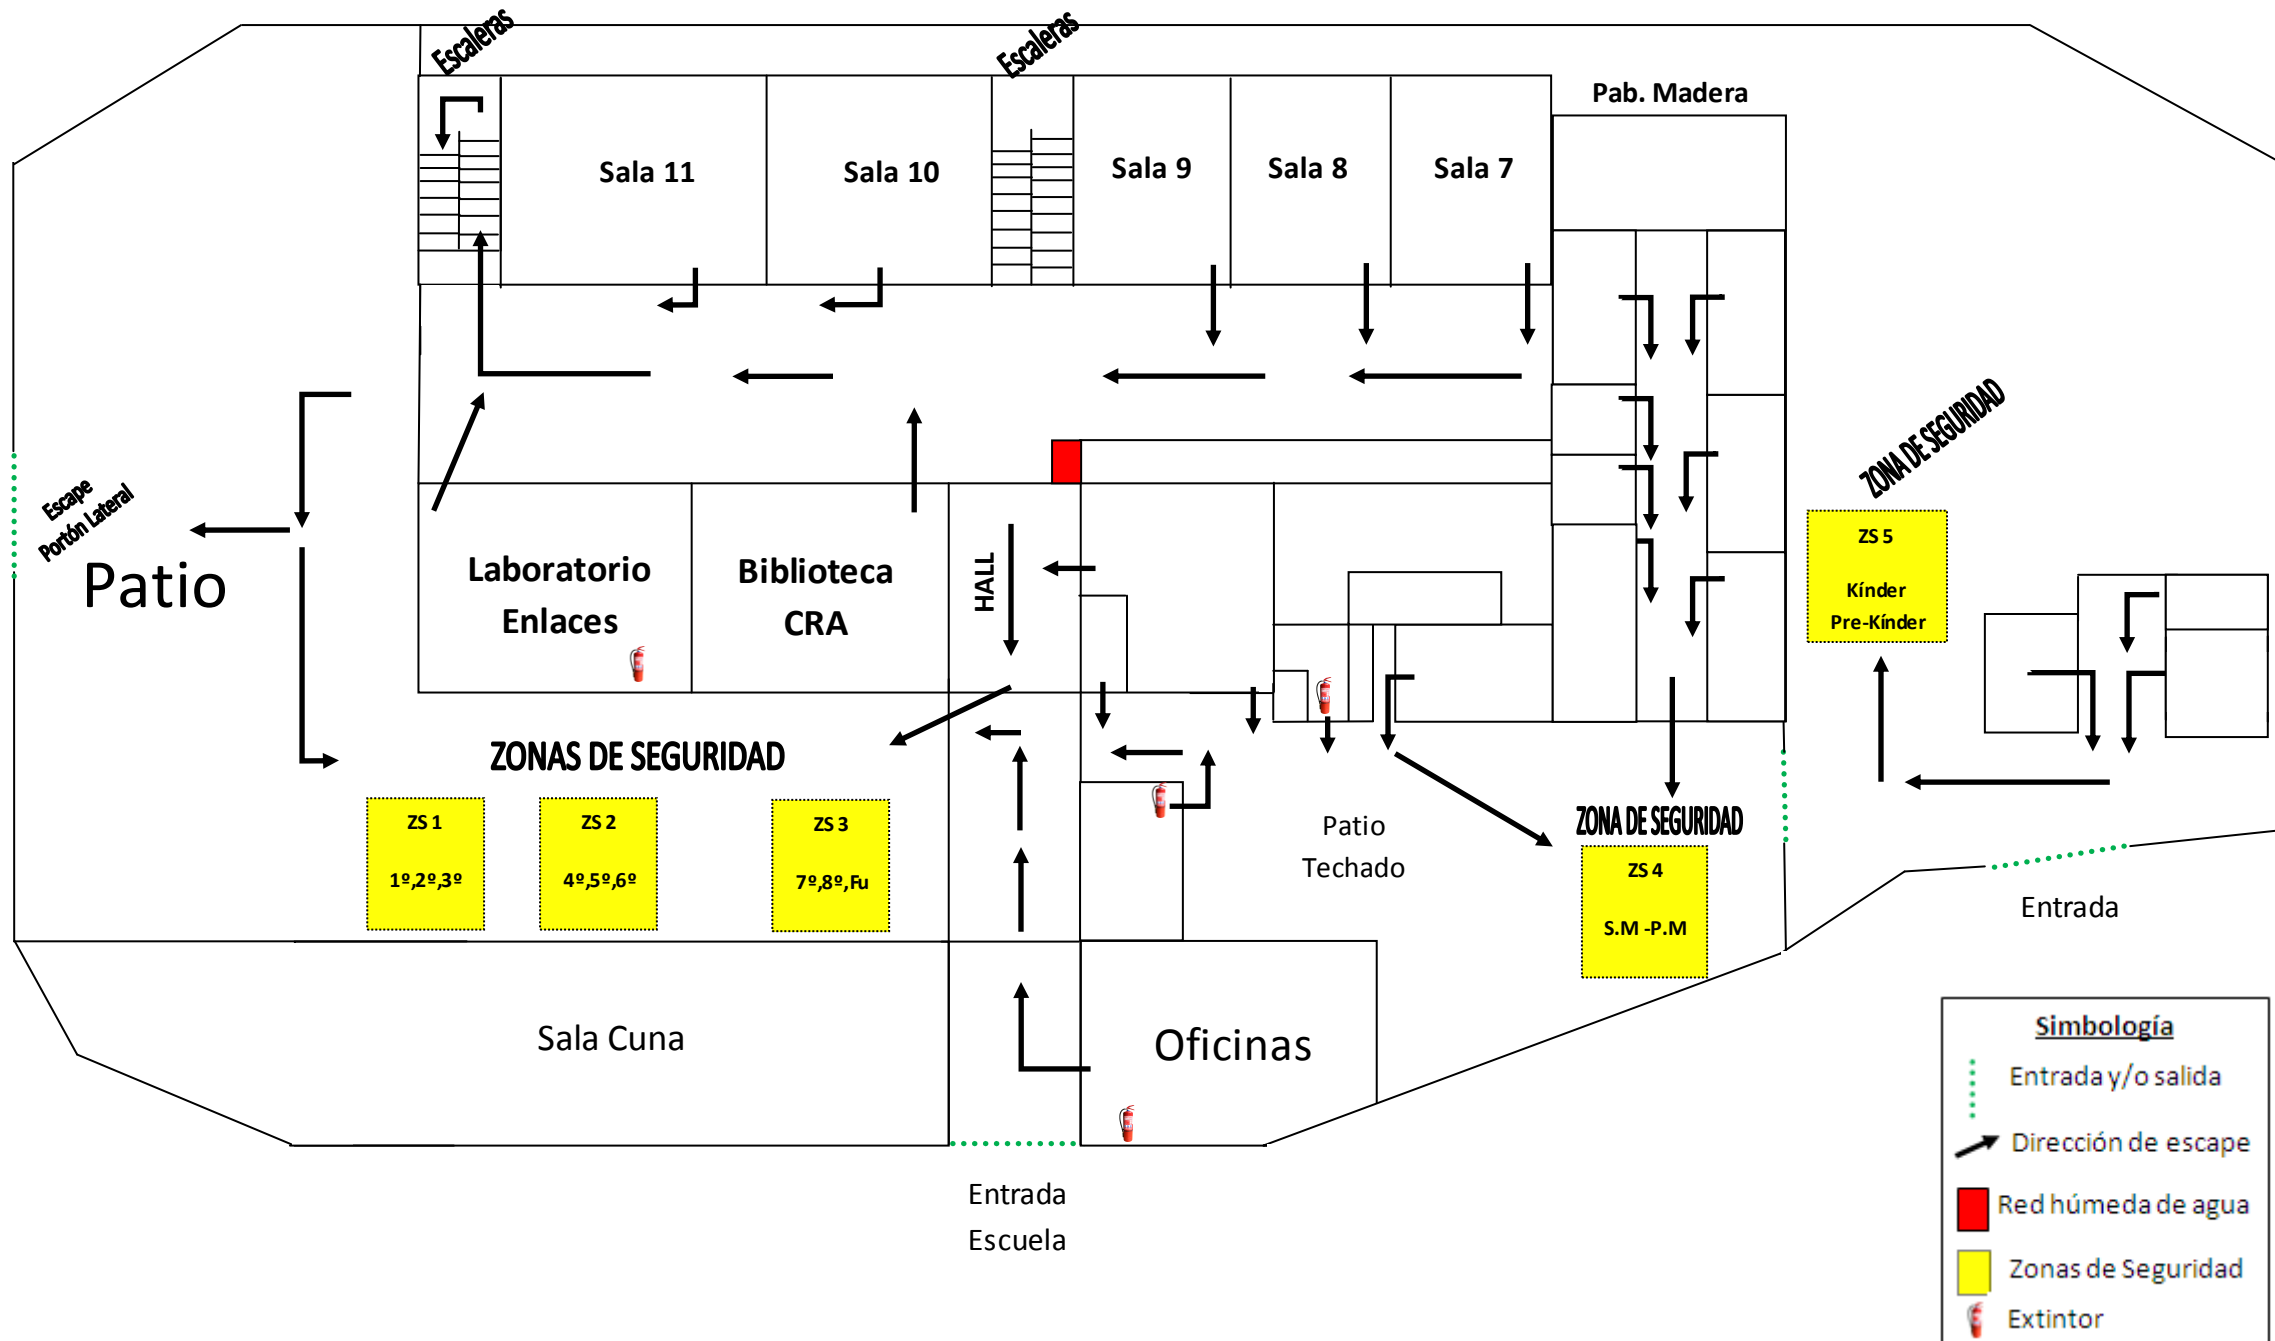 Escaleras
Escaleras
Pab. Madera
Sala 11
Sala 10
Sala 9
Sala 8
Sala 7
ZONA DE SEGURIDAD
Escape
Portón Lateral
Patio
Laboratorio
Enlaces
Biblioteca
CRA
HALL
ZS 5
Kínder
Pre-Kínder
ZONAS DE SEGURIDAD
ZS 1
1º,2º,3º
ZS 2
4º,5º,6º
ZS 3
7º,8º,Fu
Patio
Techado
ZONA DE SEGURIDAD
ZS 4
S.M -P.M
Entrada
Sala Cuna
Oficinas
Entrada
Escuela
Simbología
Entrada y/o salida
Dirección de escape
Red húmeda de agua
Zonas de Seguridad
Extintor